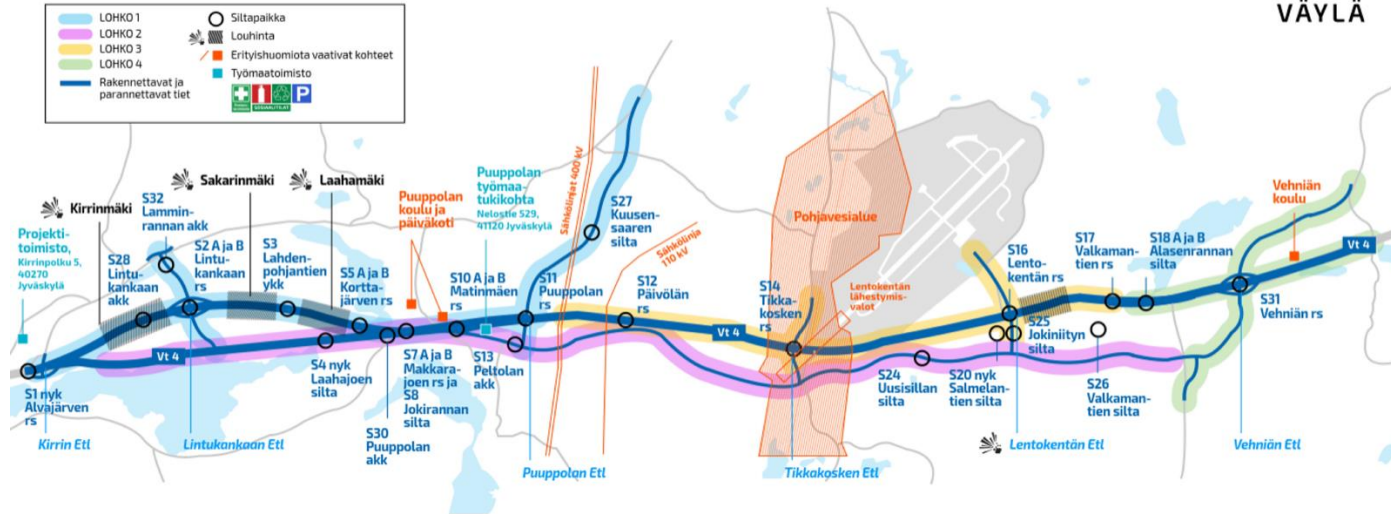 LOHKO 1
LOHKO 2
LOHKO 3
LOHKO 4
Rakennettavat ja
parannettavat tiet
Siltapaikka
Louhinta
Erityishuomiota vaativat kohteet
Työmaatoimisto
SOSIAALITILAT
P
VÄYLÄ
Projekti-
toimisto,
Kirrinpolku 5,
40270
Jyväskylä
Kirrinmäki
Sakarinmäki
Laahamäki
S28
Lintu-
kankaan
akk
S32
Lammin-
rannan akk
S2 A ja B
Lintu-
kankaan
rs
S3
Lahden-
pohjantien
ykk
S5 A ja B
Kortta-
järven rs
Puuppolan
koulu ja
päiväkoti
Puuppolan
työmaa-
tukikohta
Nelostie 529,
41120 Jyväskylä
S10 A ja B
Matinmäen
rs
S11
Puuppolan
rs
Sähkölinjat 400 kV
S27
Kuusen-
saaren
silta
Sähkölinja
110 kV
S12
Päivölän
rs
Pohjavesialue
S14
Tikka-
kosken
rs
Lentokentän
lähestymis-
valot
S16
Lento-
kentän rs
S17
Valkaman-
tien rs
S18 A ja B
Alasenrannan
silta
Vehniän
koulu
Vt 4
Vt 4
Vt 4
S1 nyk
Alvajärven
rs
S4 nyk
Laahajoen
silta
S30
Puuppolan
akk
S7 A ja B
Makkara-
joen rs ja
S8
Jokirannan
silta
S13
Peltolan
akk
S24
Uusisillan
silta
S20 nyk
Salmelan-
tien silta
S25
Jokiniityn
silta
S26
Valkaman-
tien silta
S31
Vehniän rs
Kirrin Etl
Lintukankaan Etl
Puuppolan Etl
Tikkakosken Etl
Lentokentän Etl
Vehniän Etl